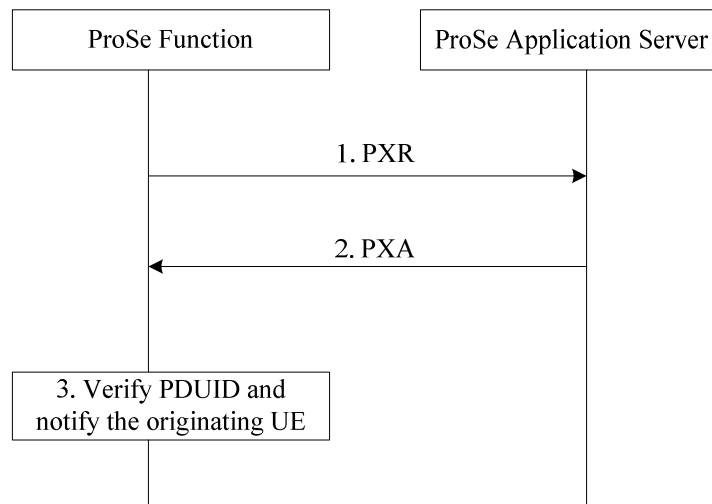 ProSe Function
ProSe Application Server
1. PXR
2. PXA
3. Verify PDUID and
notify the originating UE